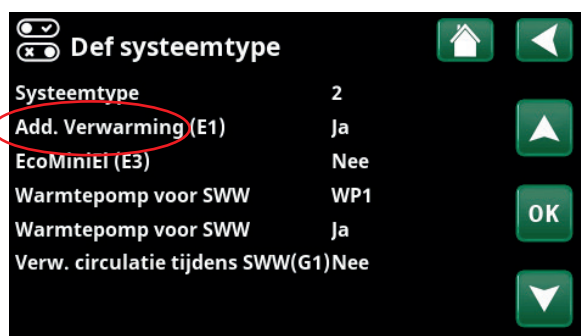 Def systeemtype
Systeemtype 2
Add. Verwarming (E1) Ja
EcoMiniEl (E3) Nee
Warmtepomp voor SWW WP1
Warmtepomp voor SWW Ja
Verw. circulatie tijdens SWW(G1) Nee
OK